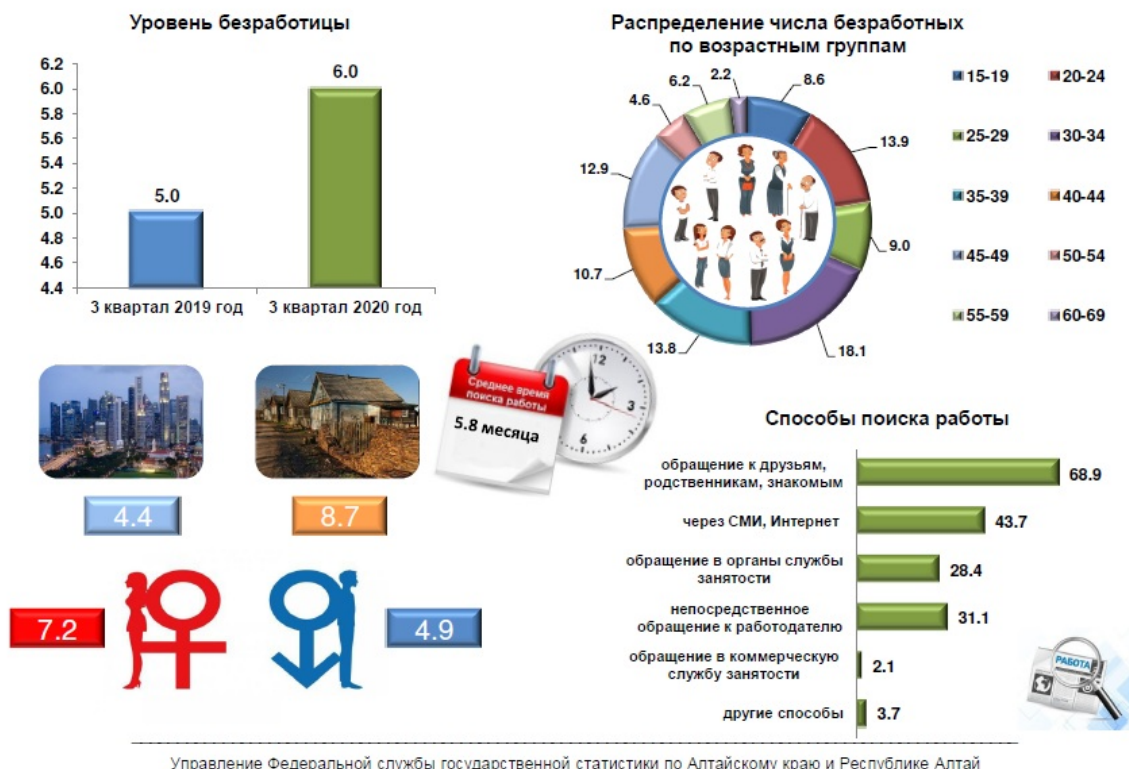 Уровень безработицы
6.2
6.0
5.8
5.6
5.4
5.2
5.0
4.8
4.6
4.4
5.0
6.0
3 квартал 2019 год
3 квартал 2020 год
Распределение числа безработных
по возрастным группам
8.6
13.9
9.0
18.1
13.8
10.7
12.9
4.6
6.2
2.2
15-19
20-24
25-29
30-34
35-39
40-44
45-49
50-54
55-59
60-69
4.4
8.7
7.2
4.9
Среднее время
поиска работы
5.8 месяца
12
3
6
Способы поиска работы
обращение к друзьям,
родственникам, знакомым
68.9
через СМИ, Интернет
43.7
обращение в органы службы
занятости
28.4
непосредственное
обращение к работодателю
31.1
обращение в коммерческую
службу занятости
2.1
другие способы
3.7
РАБОТА
Управление Федеральной службы государственной статистики по Алтайскому краю и Республике Алтай